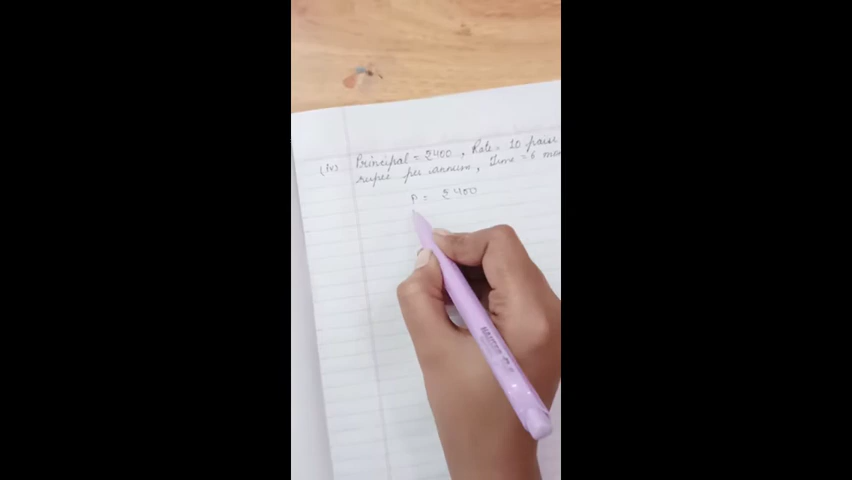 (iv) Principal = 2400, Rate = 10 paise
rupee per annum, Time = 6
P = 2400